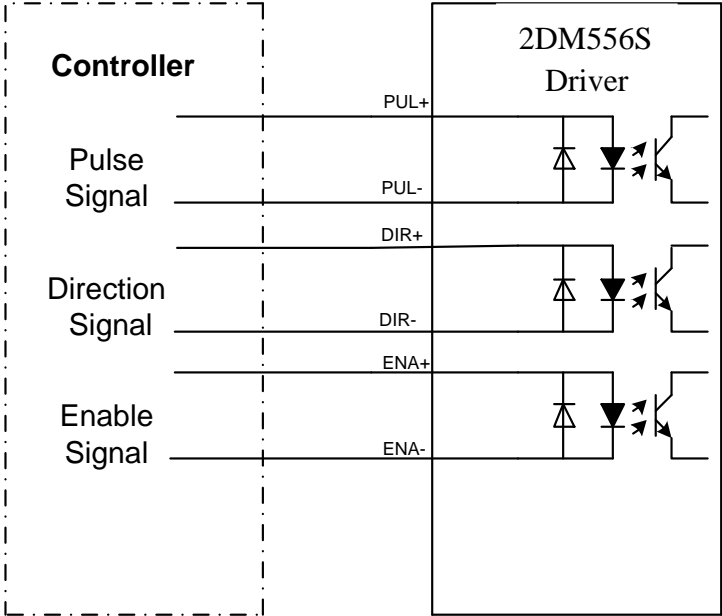 Controller
2DM556S
Driver
PUL+
Pulse
Signal
PUL-
DIR+
Direction
Signal
DIR-
ENA+
Enable
Signal
ENA-